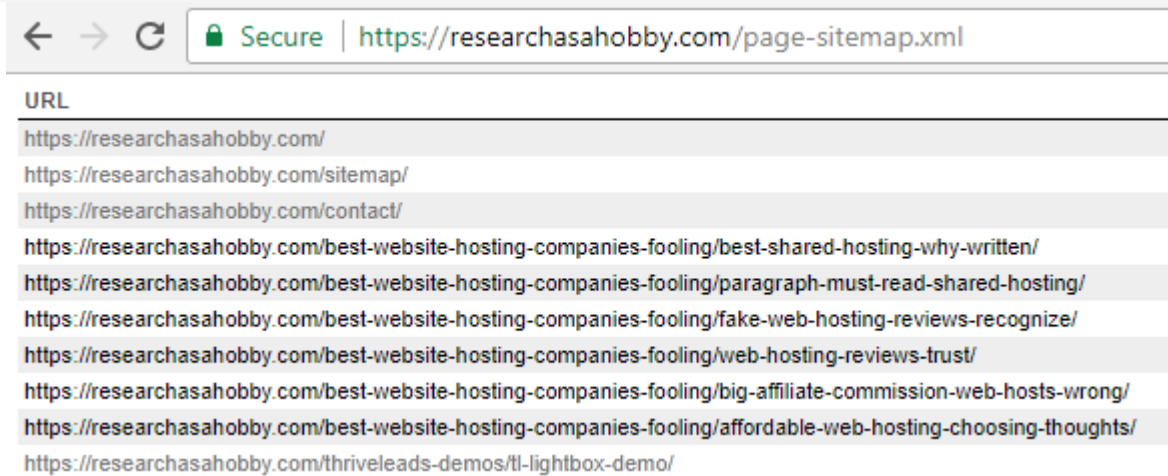 Secure | https://researchasahobby.com/page-sitemap.xml
URL
https://researchasahobby.com/
https://researchasahobby.com/sitemap/
https://researchasahobby.com/contact/
https://researchasahobby.com/best-website-hosting-companies-fooling/best-shared-hosting-why-written/
https://researchasahobby.com/best-website-hosting-companies-fooling/paragraph-must-read-shared-hosting/
https://researchasahobby.com/best-website-hosting-companies-fooling/fake-web-hosting-reviews-recognize/
https://researchasahobby.com/best-website-hosting-companies-fooling/web-hosting-reviews-trust/
https://researchasahobby.com/best-website-hosting-companies-fooling/big-affiliate-commission-web-hosts-wrong/
https://researchasahobby.com/best-website-hosting-companies-fooling/affordable-web-hosting-choosing-thoughts/
https://researchasahobby.com/thriveleads-demos/tl-lightbox-demo/